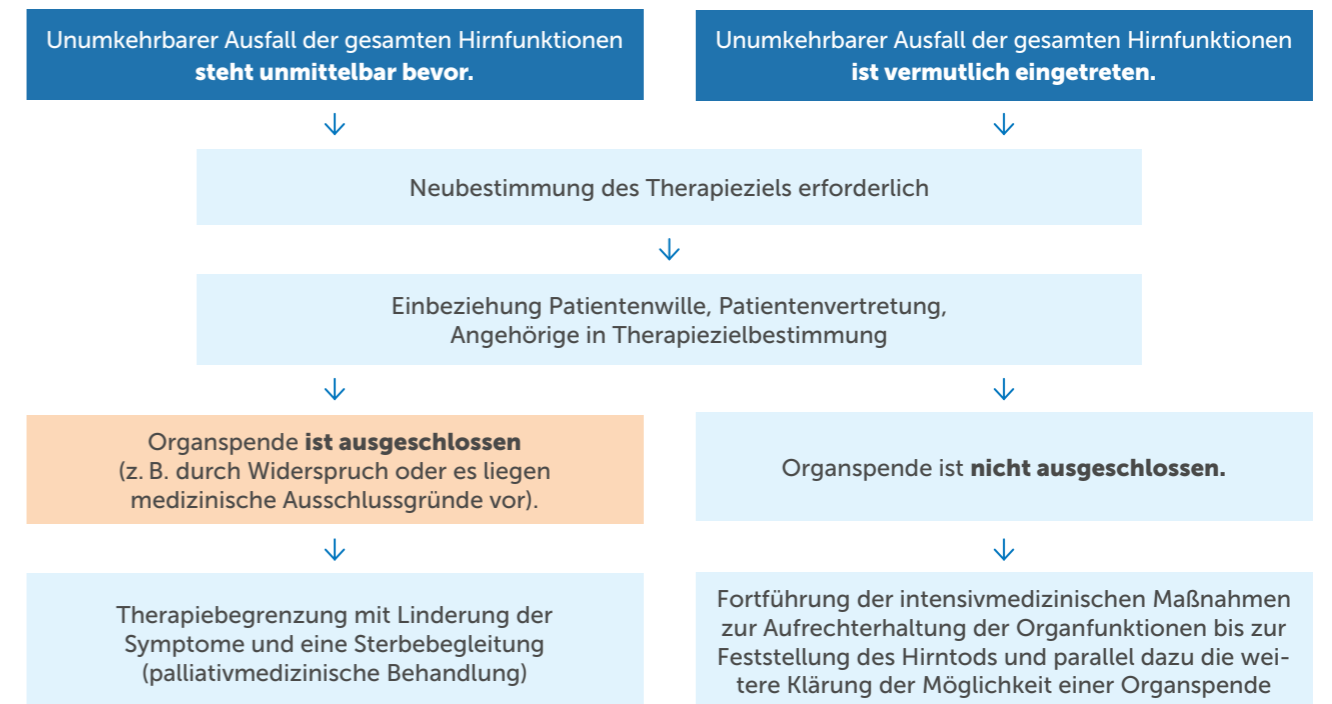 Unumkehrbarer Ausfall der gesamten Hirnfunktionen
steht unmittelbar bevor.
Unumkehrbarer Ausfall der gesamten Hirnfunktionen
ist vermutlich eingetreten.
Neubestimmung des Therapieziels erforderlich
Einbeziehung Patientenwille, Patientenvertretung,
Angehörige in Therapiezielbestimmung
Organspende ist ausgeschlossen
(z. B. durch Widerspruch oder es liegen
medizinische Ausschlussgründe vor).
Organspende ist nicht ausgeschlossen.
Therapiebegrenzung mit Linderung der
Symptome und eine Sterbebegleitung
(palliativmedizinische Behandlung)
Fortführung der intensivmedizinischen Maßnahmen
zur Aufrechterhaltung der Organfunktionen bis zur
Feststellung des Hirntods und parallel dazu die wei-
tere Klärung der Möglichkeit einer Organspende